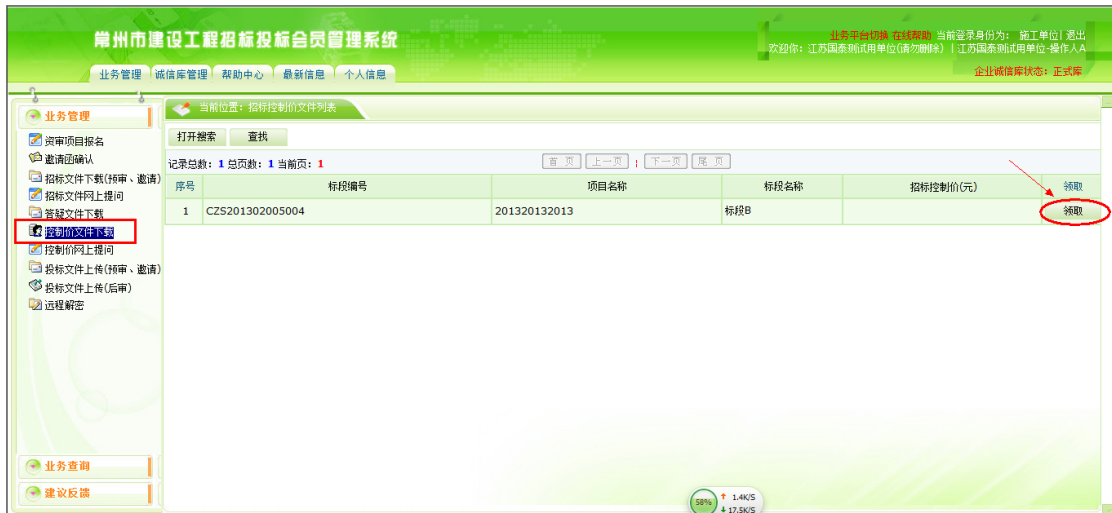 常州市建设工程招标投标会员管理系统
业务平台切换 在线帮助 当前登录身份为： 施工单位| 退出
欢迎你：江苏国泰测试用单位(请勿删除) | 江苏国泰测试用单位-操作人A
业务管理 诚信库管理 帮助中心 最新信息 个人信息
企业诚信库状态：正式库
业务管理
当前位置：招标控制价文件列表
资审项目报名
邀请函确认
招标文件下载(预审、邀请)
招标文件网上提问
答疑文件下载
控制价文件下载
控制价网上提问
投标文件上传(预审、邀请)
投标文件上传(后审)
远程解密
打开搜索 查找
记录总数：1 总页数：1 当前页：1 首 页 上一页 1 下一页 尾 页
序号 标段编号 项目名称 标段名称 招标控制价(元) 领取
1 CZS201302005004 201320132013 标段B 领取
业务查询
建议反馈
58% ↑ 1.4K/S
↓ 17.5K/S